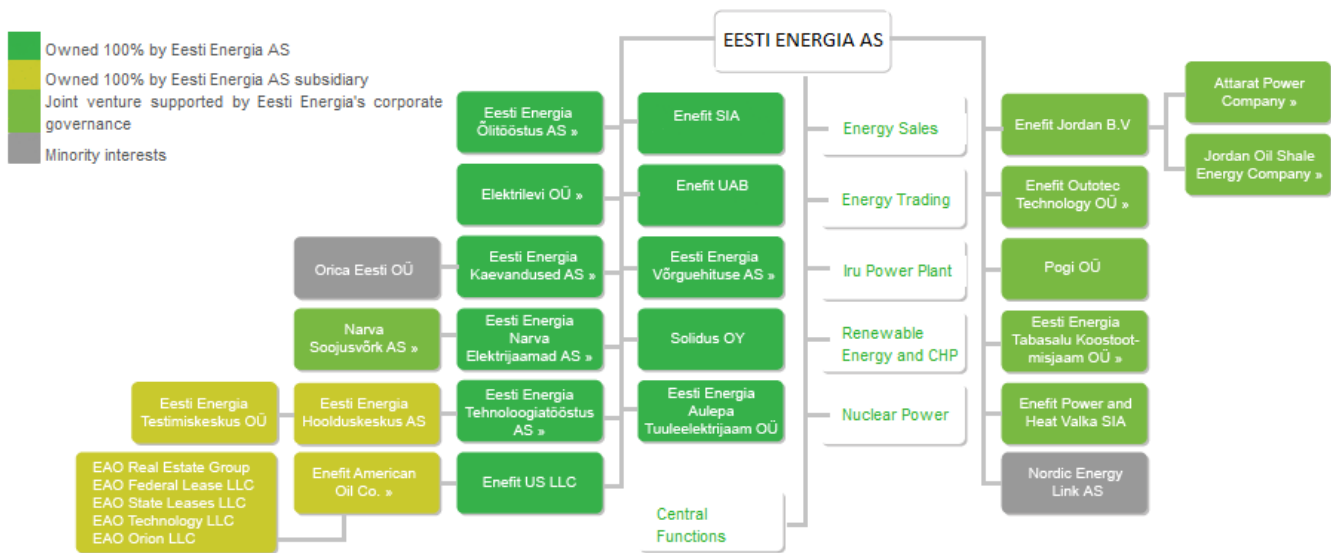 EESTI ENERGIA AS
Owned 100% by Eesti Energia AS
Owned 100% by Eesti Energia AS subsidiary
Joint venture supported by Eesti Energia's corporate
governance
Minority interests
Eesti Energia
Õlitööstus AS »
Elektrilevi OÜ »
Orica Eesti OÜ
Eesti Energia
Kaevandused AS »
Narva
Soojusvõrk AS »
Eesti Energia
Narva
Elektrijaamad AS »
Eesti Energia
Testimiskeskus OÜ
Eesti Energia
Hoolduskeskus AS
Eesti Energia
Tehnoloogiatööstus
AS »
EAO Real Estate Group
EAO Federal Lease LLC
EAO State Leases LLC
EAO Technology LLC
EAO Orion LLC
Enefit American
Oil Co. »
Enefit US LLC
Enefit SIA
Enefit UAB
Eesti Energia
Võrguehituse AS »
Solidus OY
Eesti Energia
Aulepa
Tuuleelektrijaam OÜ
Energy Sales
Energy Trading
Iru Power Plant
Renewable
Energy and CHP
Nuclear Power
Central
Functions
Enefit Jordan B.V
Attarat Power
Company »
Jordan Oil Shale
Energy Company »
Enefit Outotec
Technology OÜ »
Pogi OÜ
Eesti Energia
Tabasalu Koostoot-
misjaam OÜ »
Enefit Power and
Heat Valka SIA
Nordic Energy
Link AS